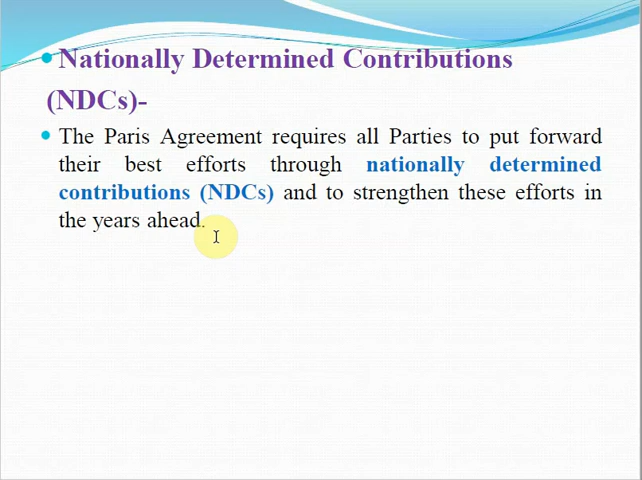 Nationally Determined Contributions
(NDCs)-
The Paris Agreement requires all Parties to put forward
their best efforts through nationally determined
contributions (NDCs) and to strengthen these efforts in
the years ahead.